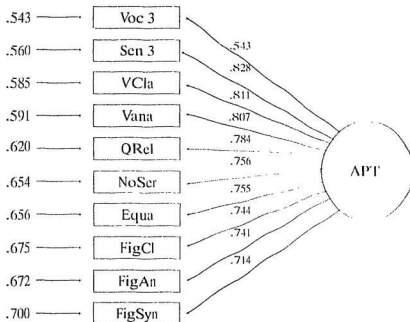 .543 Voc 3 .543
.560 Sen 3 .828
.585 VCla .811
.591 Vana .807
.620 QRel .784
.654 NoSer .756
APT
.656 Equa .755
.675 FigCl .744
.672 FigAn .741
.700 FigSyn .714